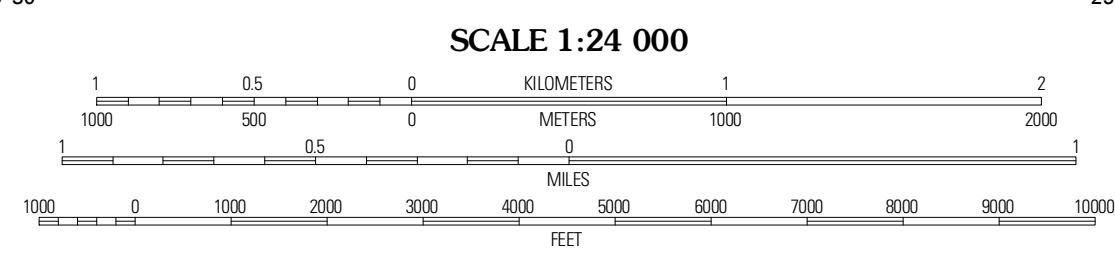 SCALE 1:24 000
1 0.5 0 KILOMETERS 1 2
1000 500 0 METERS 1000 2000
1 0.5 0 1
MILES
1000 0 1000 2000 3000 4000 5000 6000 7000 8000 9000 10000
FEET